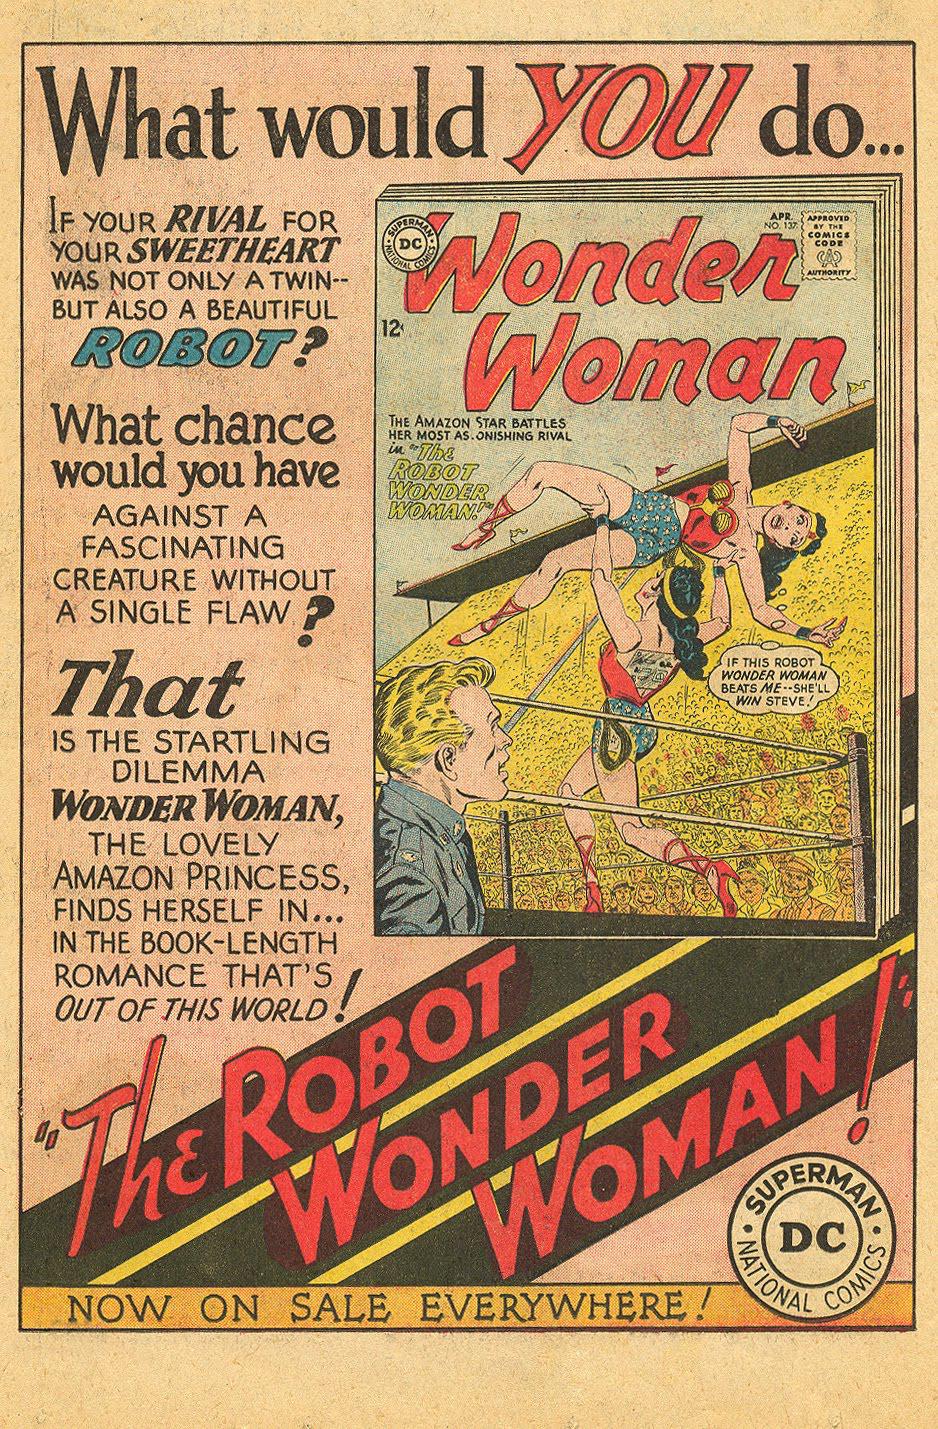 What would YOU do...
IF YOUR RIVAL FOR
YOUR SWEETHEART
WAS NOT ONLY A TWIN--
BUT ALSO A BEAUTIFUL
ROBOT?
What chance
would you have
AGAINST A
FASCINATING
CREATURE WITHOUT
A SINGLE FLAW?
That
IS THE STARTLING
DILEMMA
WONDER WOMAN,
THE LOVELY
AMAZON PRINCESS,
FINDS HERSELF IN...
IN THE BOOK-LENGTH
ROMANCE THAT'S
OUT OF THIS WORLD!
SUPERMAN
DC
NATIONAL COMICS
Wonder
Woman
APR.
NO. 137
APPROVED
BY THE
COMICS
CODE
CA
AUTHORITY
12¢
THE AMAZON STAR BATTLES
HER MOST AS.ONISHING RIVAL
in "The
ROBOT
WONDER
WOMAN!"
IF THIS ROBOT
WONDER WOMAN
BEATS ME--SHE'LL
WIN STEVE!
"The ROBOT
WONDER
WOMAN!"
SUPERMAN
DC
NATIONAL COMICS
NOW ON SALE EVERYWHERE!